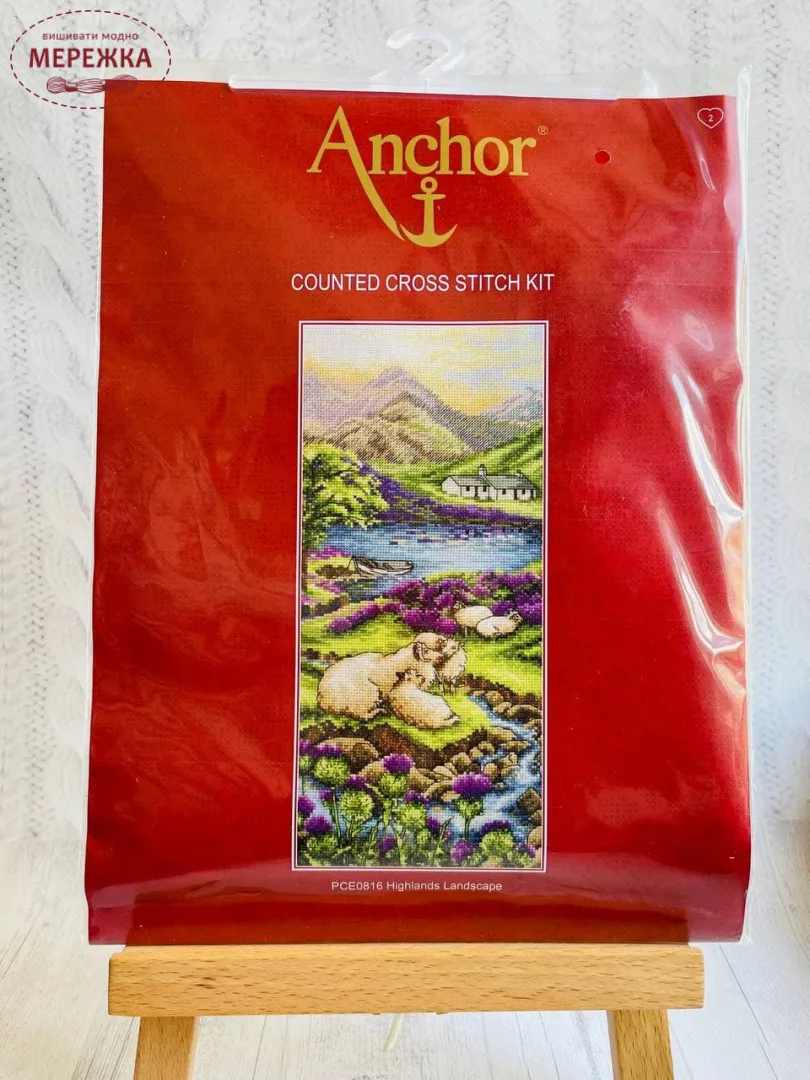 вишивати модно
МЕРЕЖКА
2
Anchor®
COUNTED CROSS STITCH KIT
PCE0816 Highlands Landscape